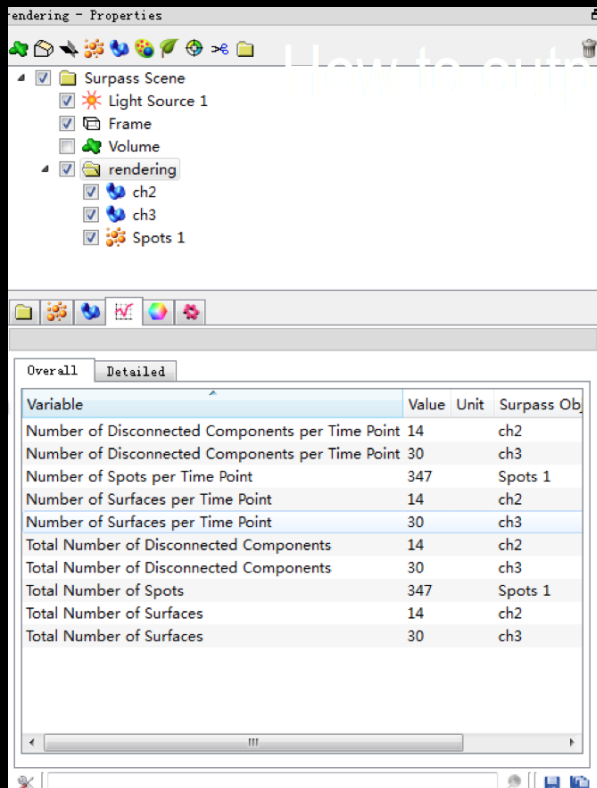 rendering - Properties
How to outp
Surpass Scene
Light Source 1
Frame
Volume
rendering
ch2
ch3
Spots 1
Overall Detailed
Variable Value Unit Surpass Obj
Number of Disconnected Components per Time Point 14 ch2
Number of Disconnected Components per Time Point 30 ch3
Number of Spots per Time Point 347 Spots 1
Number of Surfaces per Time Point 14 ch2
Number of Surfaces per Time Point 30 ch3
Total Number of Disconnected Components 14 ch2
Total Number of Disconnected Components 30 ch3
Total Number of Spots 347 Spots 1
Total Number of Surfaces 14 ch2
Total Number of Surfaces 30 ch3